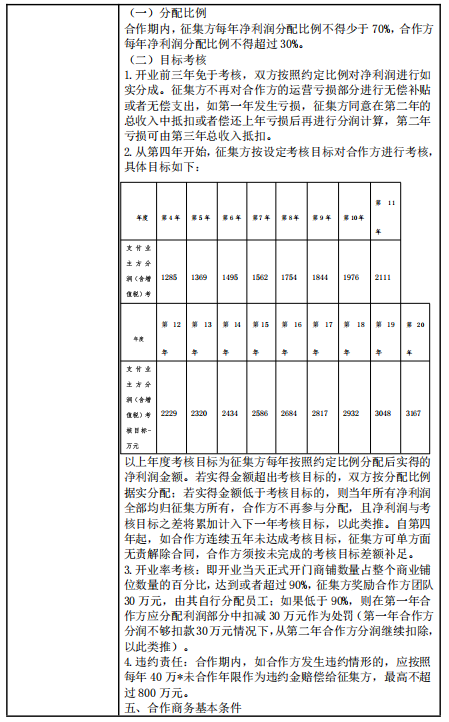 （一）分配比例
合作期内，征集方每年净利润分配比例不得少于 70%，合作方
每年净利润分配比例不得超过 30%。
（二）目标考核
1.开业前三年免于考核，双方按照约定比例对净利润进行如
实分成。征集方不再对合作方的运营亏损部分进行无偿补贴
或者无偿支出，如第一年发生亏损，征集方同意在第二年的
总收入中抵扣或者偿还上年亏损后再进行分润计算，第二年
亏损可由第三年总收入抵扣。
2.从第四年开始，征集方按设定考核目标对合作方进行考核，
具体目标如下：
年度 第4年 第5年 第6年 第7年 第8年 第9年 第10年 第 11
年
支付业
主方分
润（含增
值税）考
1285 1369 1495 1562 1754 1844 1976 2111
年度 第 12 第 13 第 14 第15 第 16 第 17 第 18 第 19 第 20
年 年 年 年 年 年 年 年 年
支付业
主方分
润（含增
值税）考
核目标-
万元
2229 2320 2434 2586 2684 2817 2932 3048 3167
以上年度考核目标为征集方每年按照约定比例分配后实得的
净利润金额。若实得金额超出考核目标的，双方按分配比例
据实分配；若实得金额低于考核目标的，则当年所有净利润
全部均归征集方所有，合作方不再参与分配，且净利润与考
核目标之差将累加计入下一年考核目标，以此类推。自第四
年起，如合作方连续五年未达成考核目标，征集方可单方面
无责解除合同，合作方须按未完成的考核目标差额补足。
3.开业率考核：即开业当天正式开门商铺数量占整个商业铺
位数量的百分比，达到或者超过 90%，征集方奖励合作方团队
30 万元，由其自行分配员工；如果低于 90%，则在第一年合作
方应分配利润部分中扣减 30 万元作为处罚（第一年合作方
分润不够扣款30万元情况下，从第二年合作方分润继续扣除，
以此类推）。
4.违约责任：合作期内，如合作方发生违约情形的，应按照
每年 40 万*未合作年限作为违约金赔偿给征集方，最高不超
过 800 万元。
五、合作商务基本条件